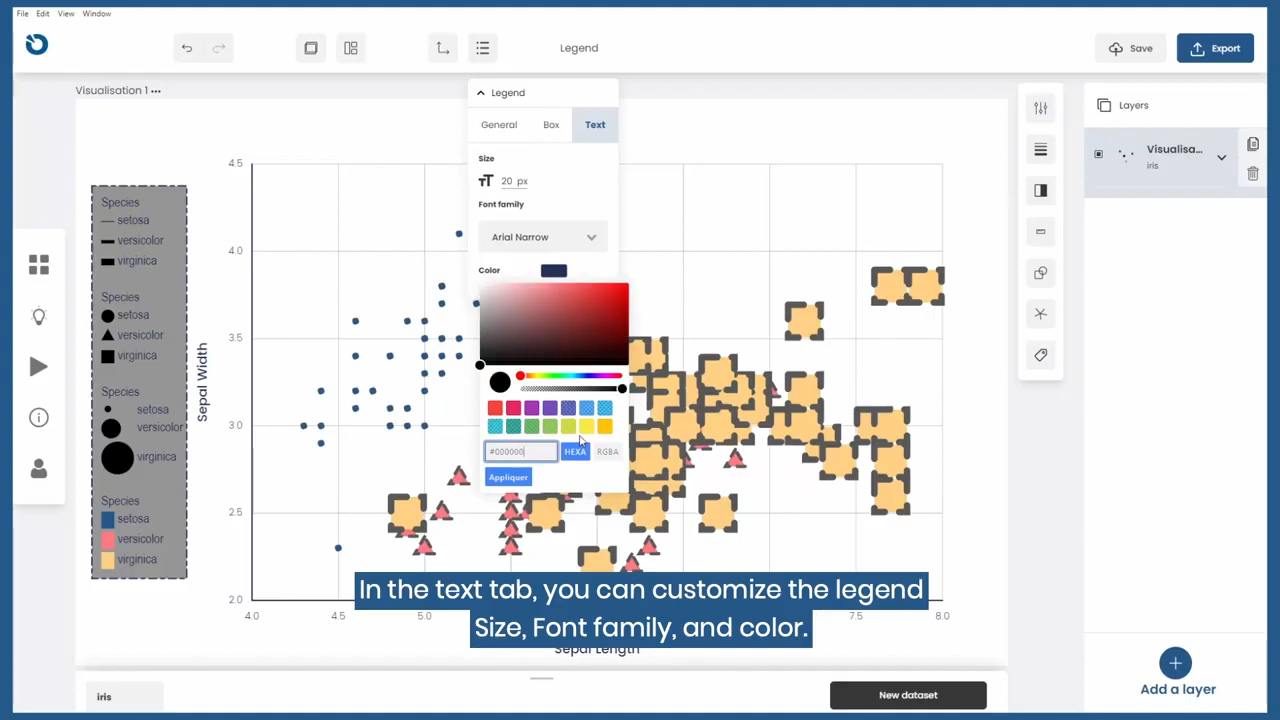 File Edit View Window
Legend
Save
Export
Visualisation 1 •••
Legend
General
Box
Text
Size
20 px
Font family
Arial Narrow
Color
#000000
HEXA
RGBA
Appliquer
Layers
Visualisa...
iris
Species
setosa
versicolor
virginica
Species
setosa
versicolor
virginica
Species
setosa
versicolor
virginica
Species
setosa
versicolor
virginica
Sepal Width
4.5
4.0
3.5
3.0
2.5
2.0
4.0
5.0
7.5
8.0
Sepal Length
In the text tab, you can customize the legend
Size, Font family, and color.
iris
New dataset
Add a layer